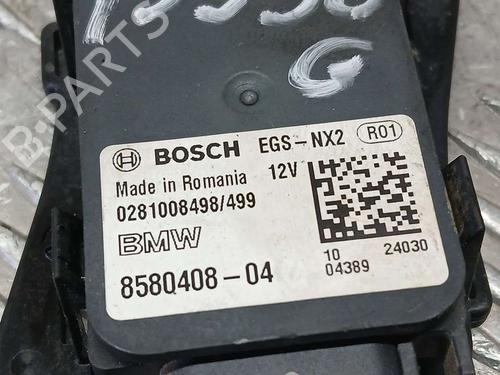 G
B-PARTS
BOSCH EGS-NX2 R01
Made in Romania 12V
0281008498/499
BMW
8580408-04
10 24030
04389